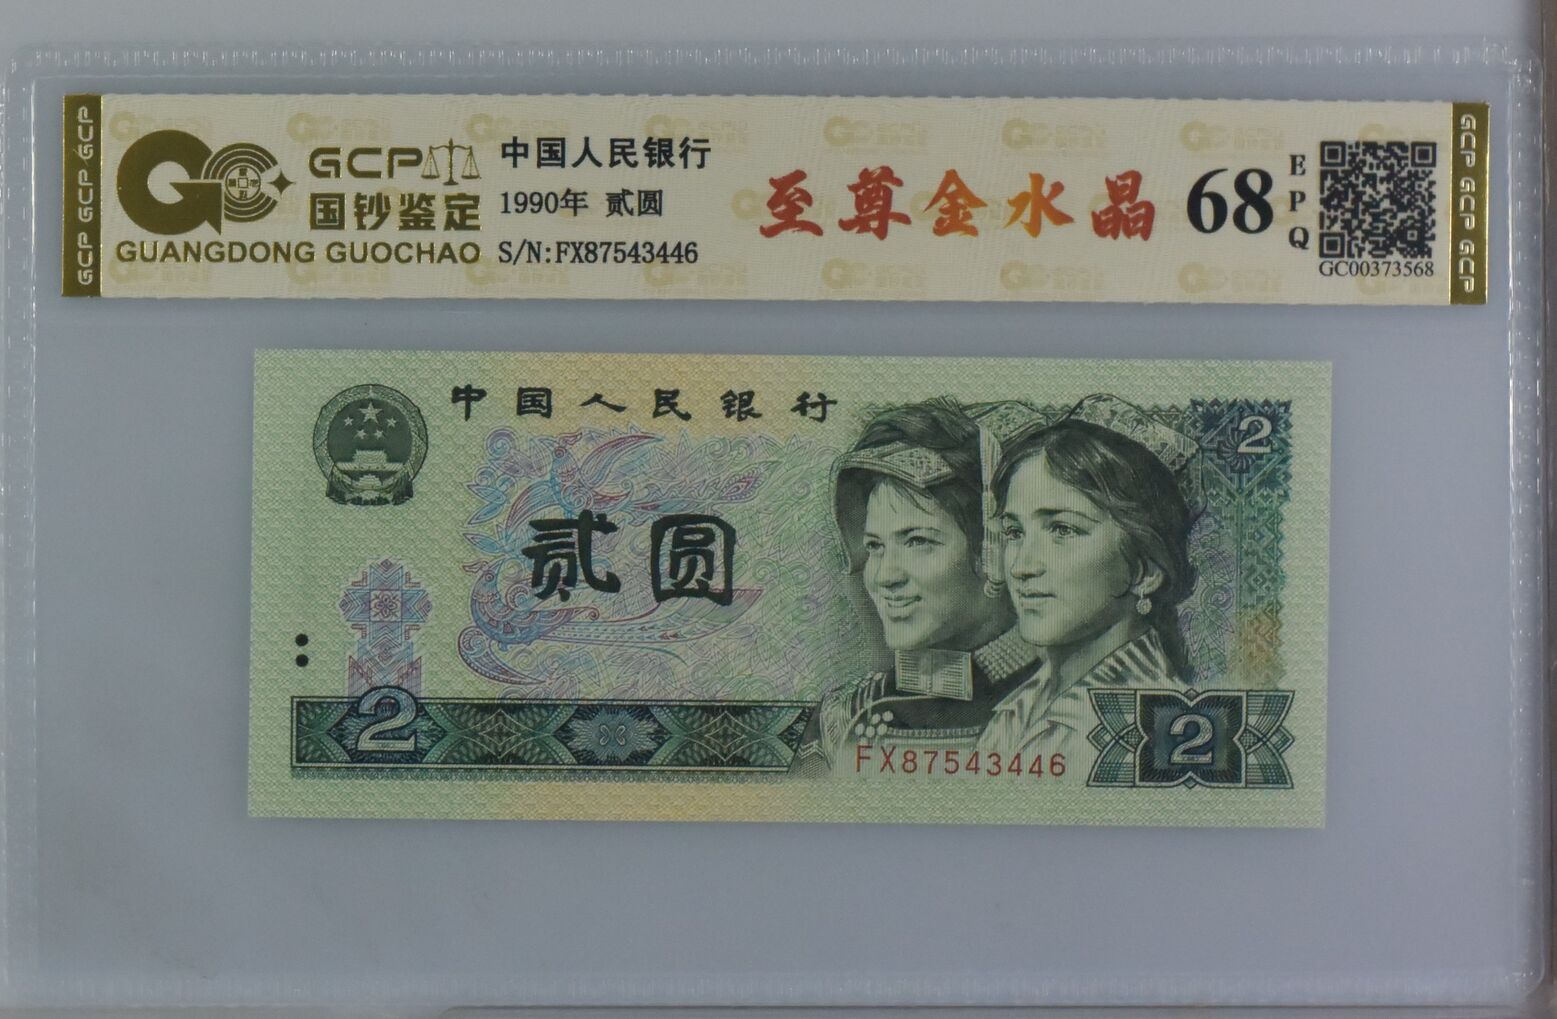 GCP GCP GCP
GCP
国钞鉴定
GUANGDONG GUOCHAO
中国人民银行
1990年 贰圆
S/N:FX87543446
至尊金水晶
68
EPQ
GC00373568
GCP GCP GCP
中国人民银行
2
贰圆
2
FX87543446
2